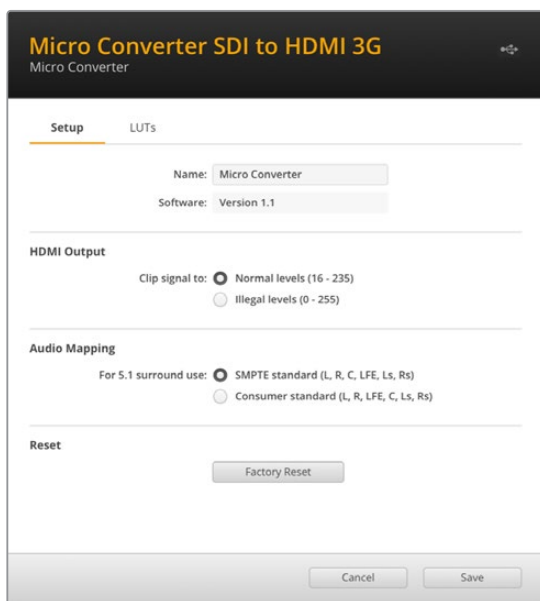 Micro Converter SDI to HDMI 3G
Micro Converter
Setup LUTs
Name: Micro Converter
Software: Version 1.1
HDMI Output
Clip signal to: Normal levels (16 - 235)
Illegal levels (0 - 255)
Audio Mapping
For 5.1 surround use: SMPTE standard (L, R, C, LFE, Ls, Rs)
Consumer standard (L, R, LFE, C, Ls, Rs)
Reset
Factory Reset
Cancel Save